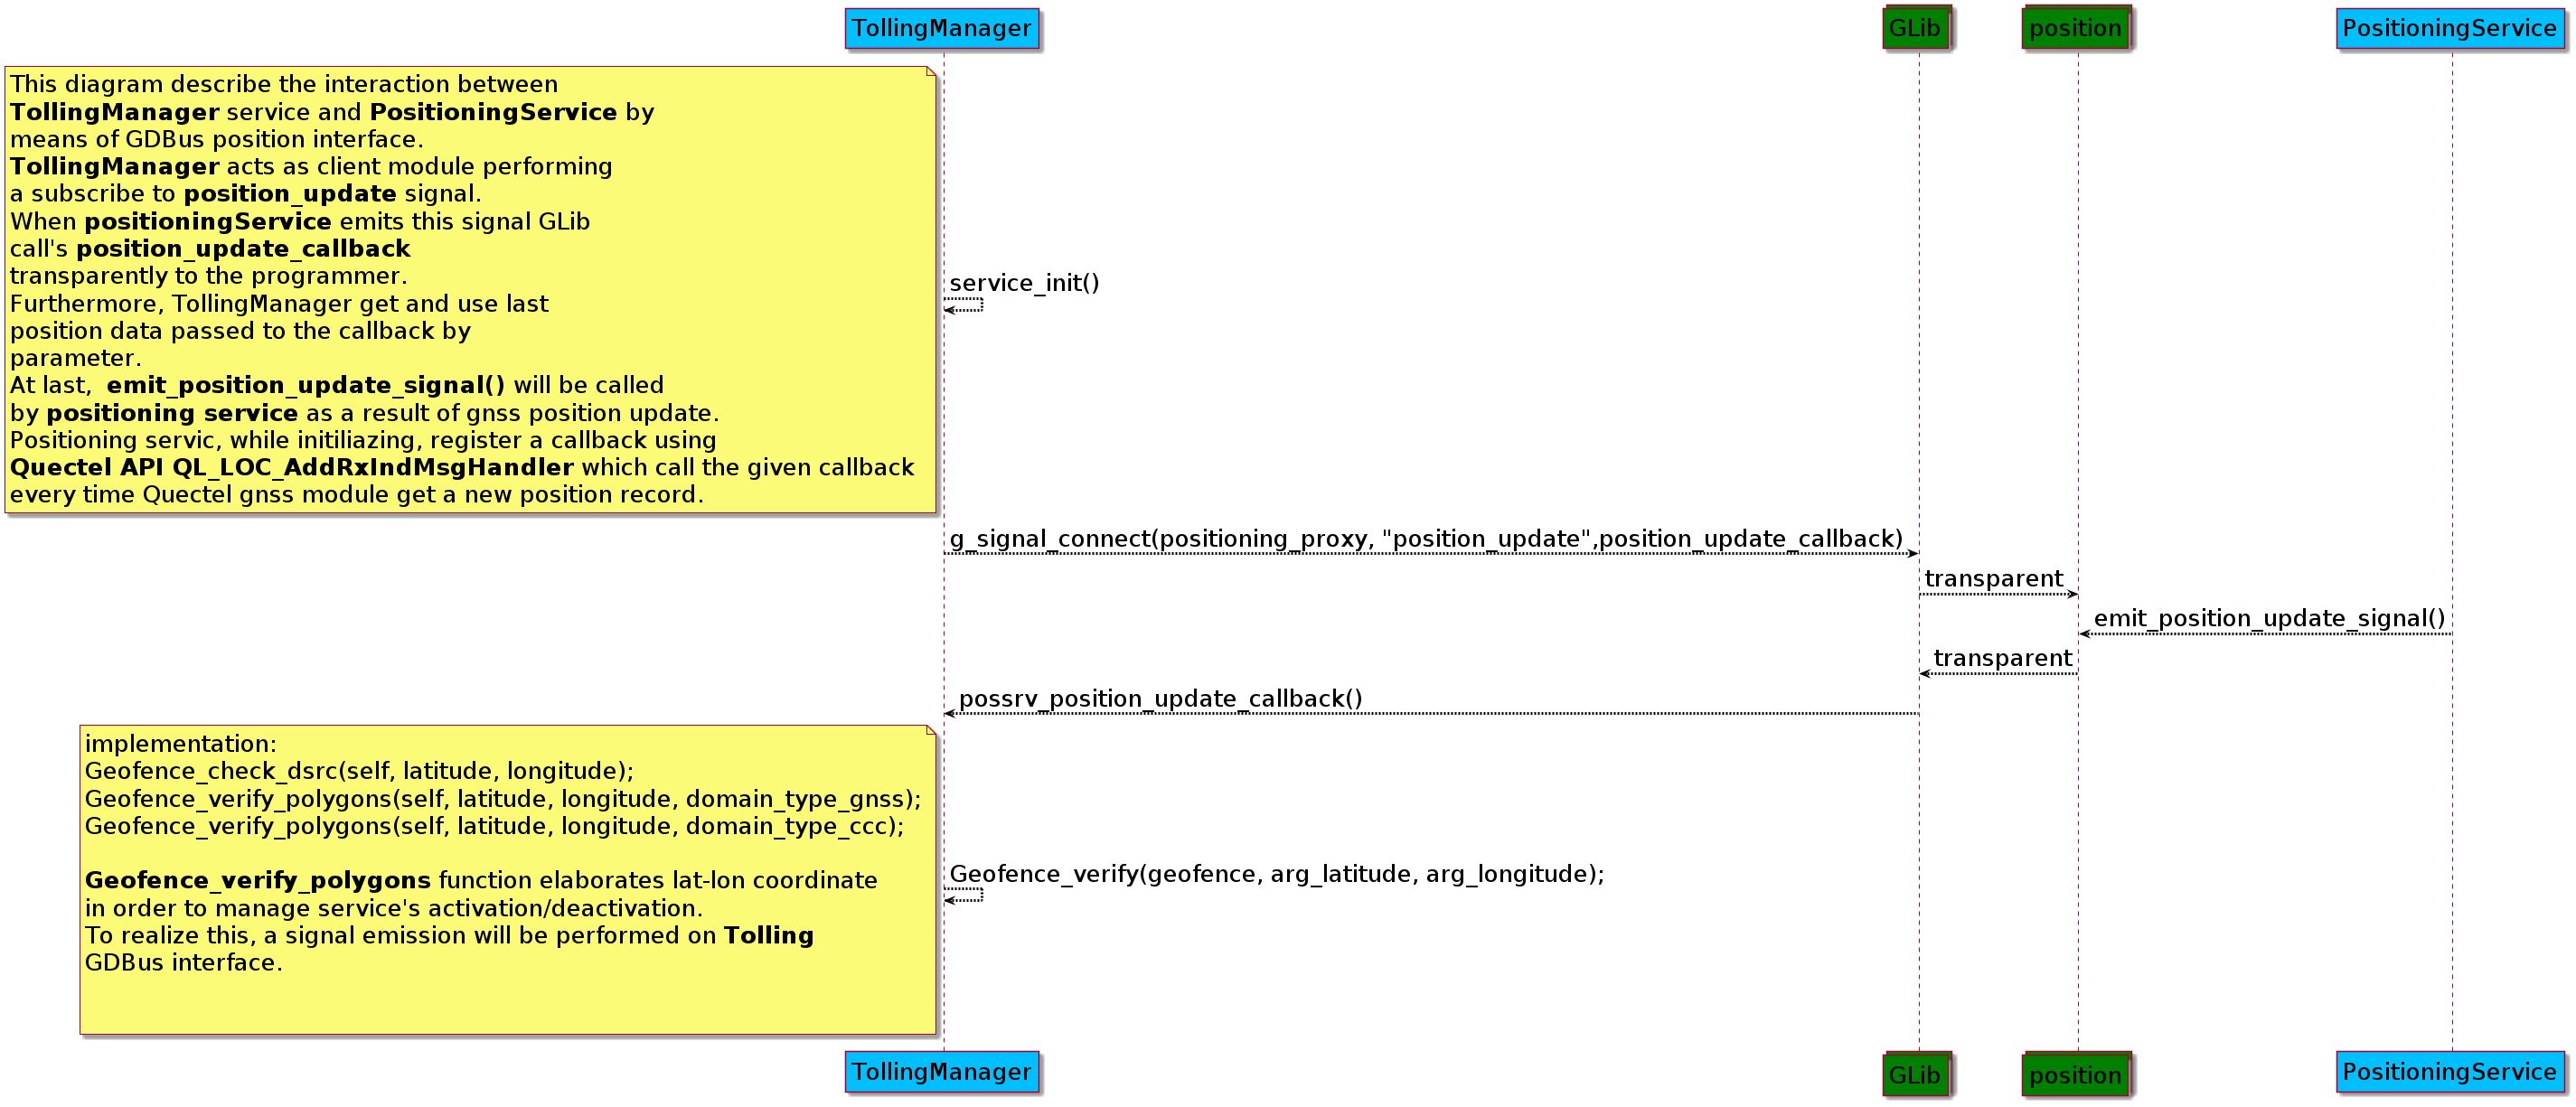 TollingManager
GLib
position
PositioningService
This diagram describe the interaction between
TollingManager service and PositioningService by
means of GDBus position interface.
TollingManager acts as client module performing
a subscribe to position_update signal.
When positioningService emits this signal GLib
call's position_update_callback
transparently to the programmer.
Furthermore, TollingManager get and use last
position data passed to the callback by
parameter.
At last,  emit_position_update_signal() will be called
by positioning service as a result of gnss position update.
Positioning servic, while initiliazing, register a callback using
Quectel API QL_LOC_AddRxIndMsgHandler which call the given callback
every time Quectel gnss module get a new position record.
service_init()
g_signal_connect(positioning_proxy, "position_update",position_update_callback)
transparent
emit_position_update_signal()
transparent
possrv_position_update_callback()
implementation:
Geofence_check_dsrc(self, latitude, longitude);
Geofence_verify_polygons(self, latitude, longitude, domain_type_gnss);
Geofence_verify_polygons(self, latitude, longitude, domain_type_ccc);
Geofence_verify_polygons function elaborates lat-lon coordinate
in order to manage service's activation/deactivation.
To realize this, a signal emission will be performed on Tolling
GDBus interface.
Geofence_verify(geofence, arg_latitude, arg_longitude);
TollingManager
GLib
position
PositioningService